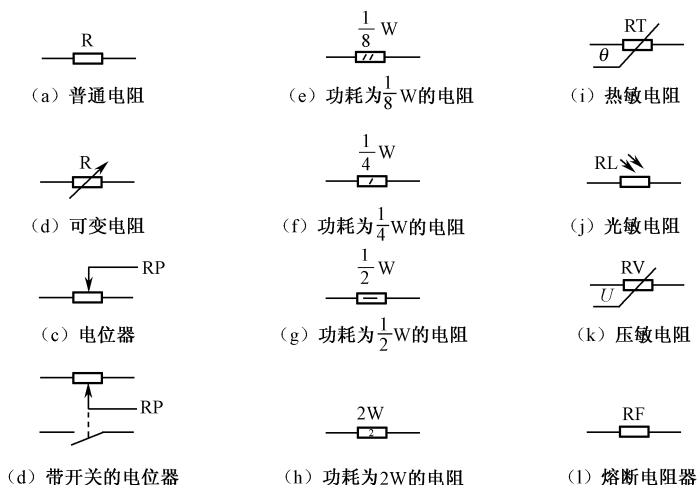 R
(a) 普通电阻
1/8 W
(e) 功耗为1/8W的电阻
RT
θ
(i) 热敏电阻
R
(d) 可变电阻
1/4 W
(f) 功耗为1/4W的电阻
RL
(j) 光敏电阻
RP
(c) 电位器
1/2 W
(g) 功耗为1/2W的电阻
RV
U
(k) 压敏电阻
RP
(d) 带开关的电位器
2W
2
(h) 功耗为2W的电阻
RF
(l) 熔断电阻器